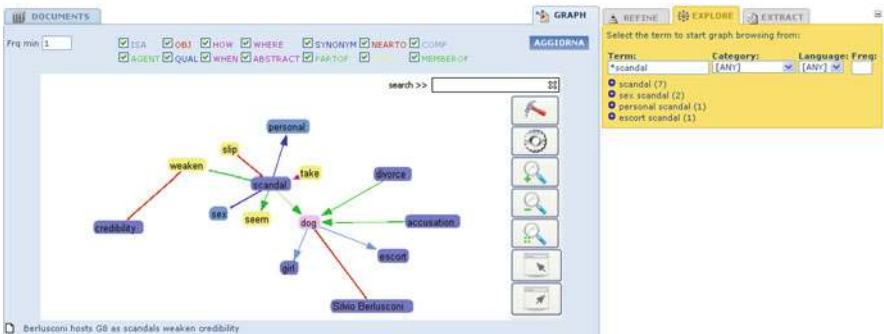 DOCUMENTS
GRAPH
REFINE
EXPLORE
EXTRACT
Frq min 1
ISA OBJ HOW WHERE SYNONYM NEARTO COMP
AGENT QUAL WHEN ABSTRACT PARTOF MEMBEROF
AGGIORNA
Select the term to start graph browsing from:
Term: Category: Language: Freq:
*scandal [ANY] [ANY]
scandal (7)
sex scandal (2)
personal scandal (1)
escort scandal (1)
search >>
personal
slip
weaken
take
divorce
scandal
sex
seem
dog
accusation
credibility
escort
girl
Silvio Berlusconi
Berlusconi hosts G8 as scandals weaken credibility